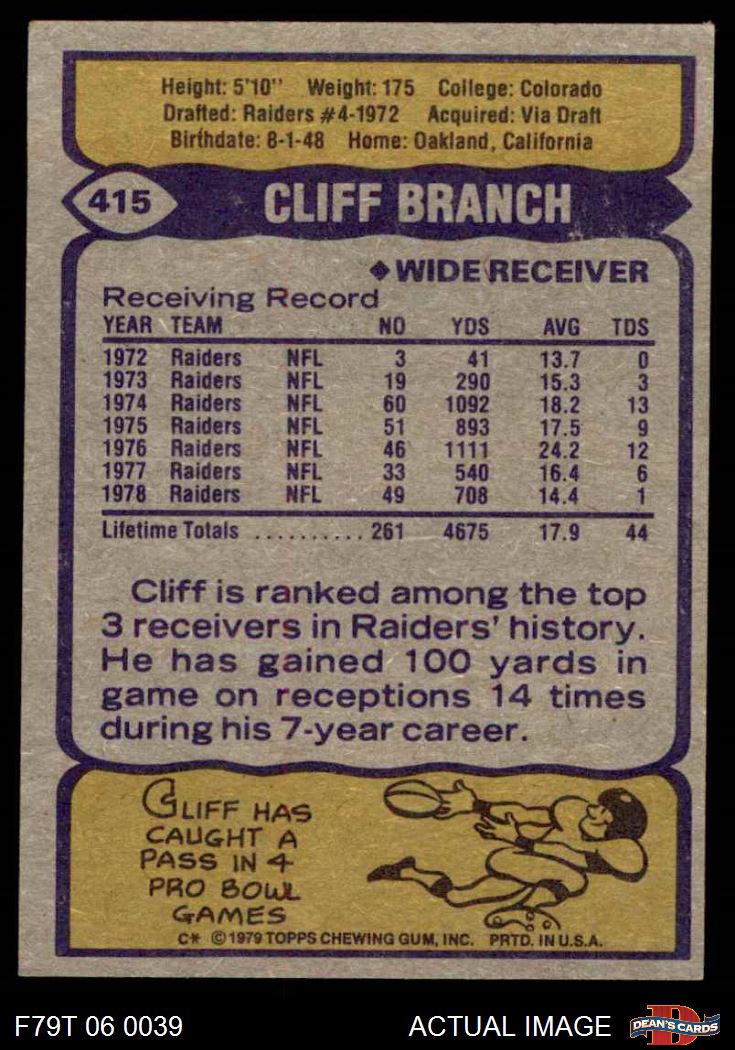 Height: 5'10" Weight: 175 College: Colorado
Drafted: Raiders #4-1972 Acquired: Via Draft
Birthdate: 8-1-48 Home: Oakland, California
415 CLIFF BRANCH
◆ WIDE RECEIVER
Receiving Record
YEAR TEAM NO YDS AVG TDS
1972 Raiders NFL 3 41 13.7 0
1973 Raiders NFL 19 290 15.3 3
1974 Raiders NFL 60 1092 18.2 13
1975 Raiders NFL 51 893 17.5 9
1976 Raiders NFL 46 1111 24.2 12
1977 Raiders NFL 33 540 16.4 6
1978 Raiders NFL 49 708 14.4 1
Lifetime Totals .......... 261 4675 17.9 44
Cliff is ranked among the top
3 receivers in Raiders' history.
He has gained 100 yards in
game on receptions 14 times
during his 7-year career.
CLIFF HAS
CAUGHT A
PASS IN 4
PRO BOWL
GAMES
C* © 1979 TOPPS CHEWING GUM, INC. PRTD. IN U.S.A.
F79T 06 0039 ACTUAL IMAGE DEAN'S CARDS